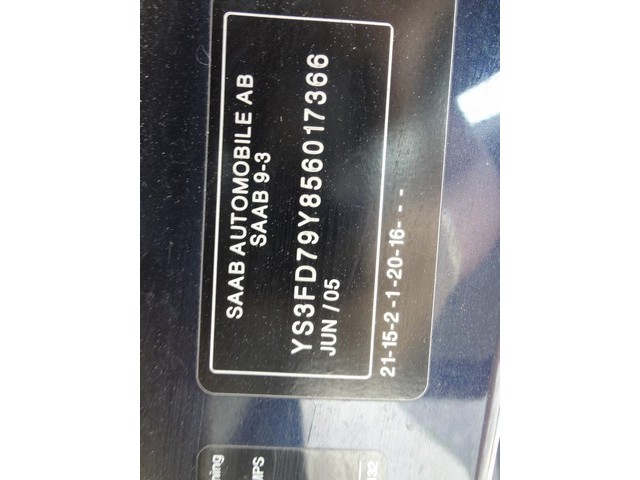 SAAB AUTOMOBILE AB
SAAB 9-3
YS3FD79Y856017366
JUN /05
21-15-2 -1-20-16- - -